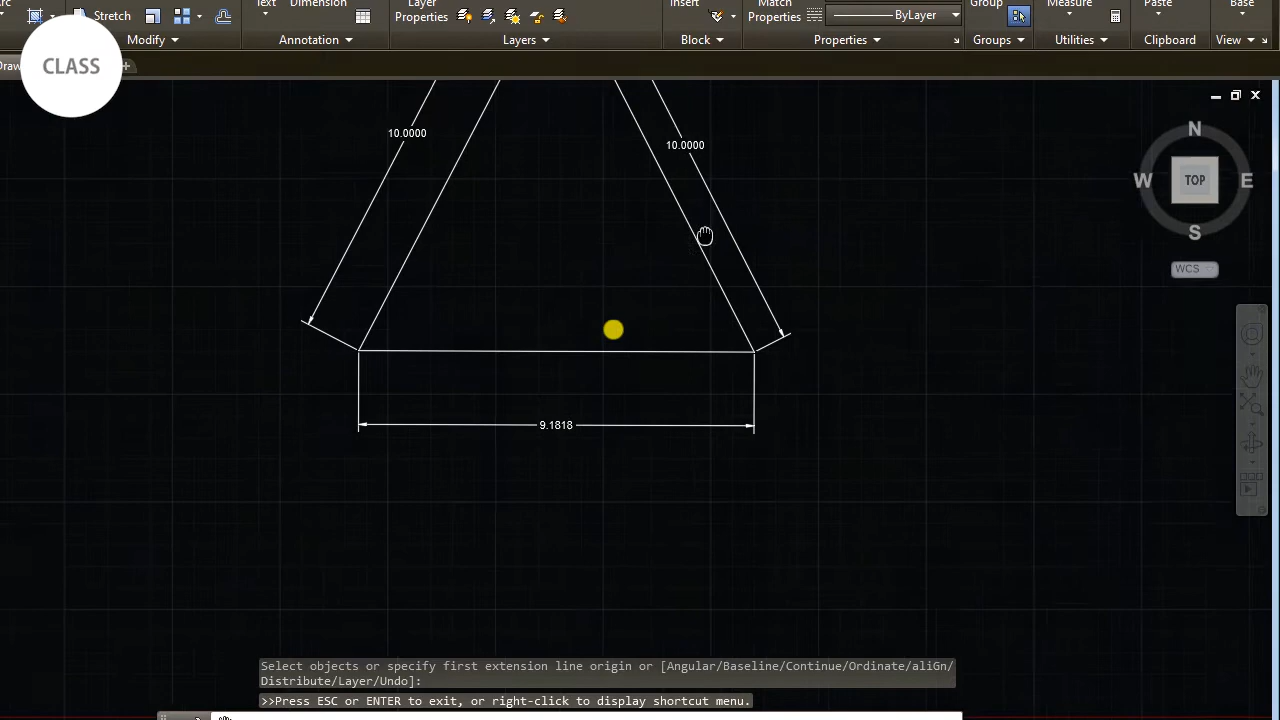 Arc
Text
Dimension
Layer
Properties
Insert
Match
Properties
ByLayer
Group
Measure
Paste
Base
Stretch
Modify
Annotation
Layers
Block
Properties
Groups
Utilities
Clipboard
View
CLASS
Draw
10.0000
10.0000
9.1818
N
W
TOP
E
S
WCS
Select objects or specify first extension line origin or [Angular/Baseline/Continue/Ordinate/aliGn/
Distribute/Layer/Undo]:
>>Press ESC or ENTER to exit, or right-click to display shortcut menu.